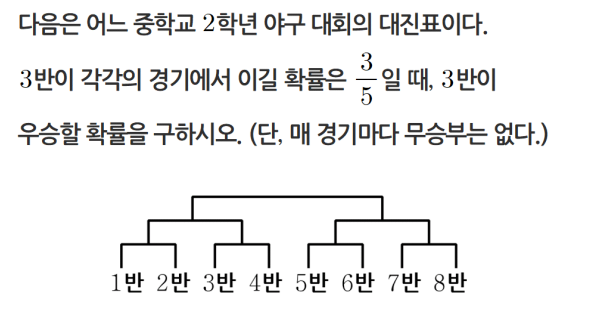 다음은 어느 중학교 2학년 야구 대회의 대진표이다.
3반이 각각의 경기에서 이길 확률은 3/5일 때, 3반이
우승할 확률을 구하시오. (단, 매 경기마다 무승부는 없다.)
1반 2반 3반 4반 5반 6반 7반 8반